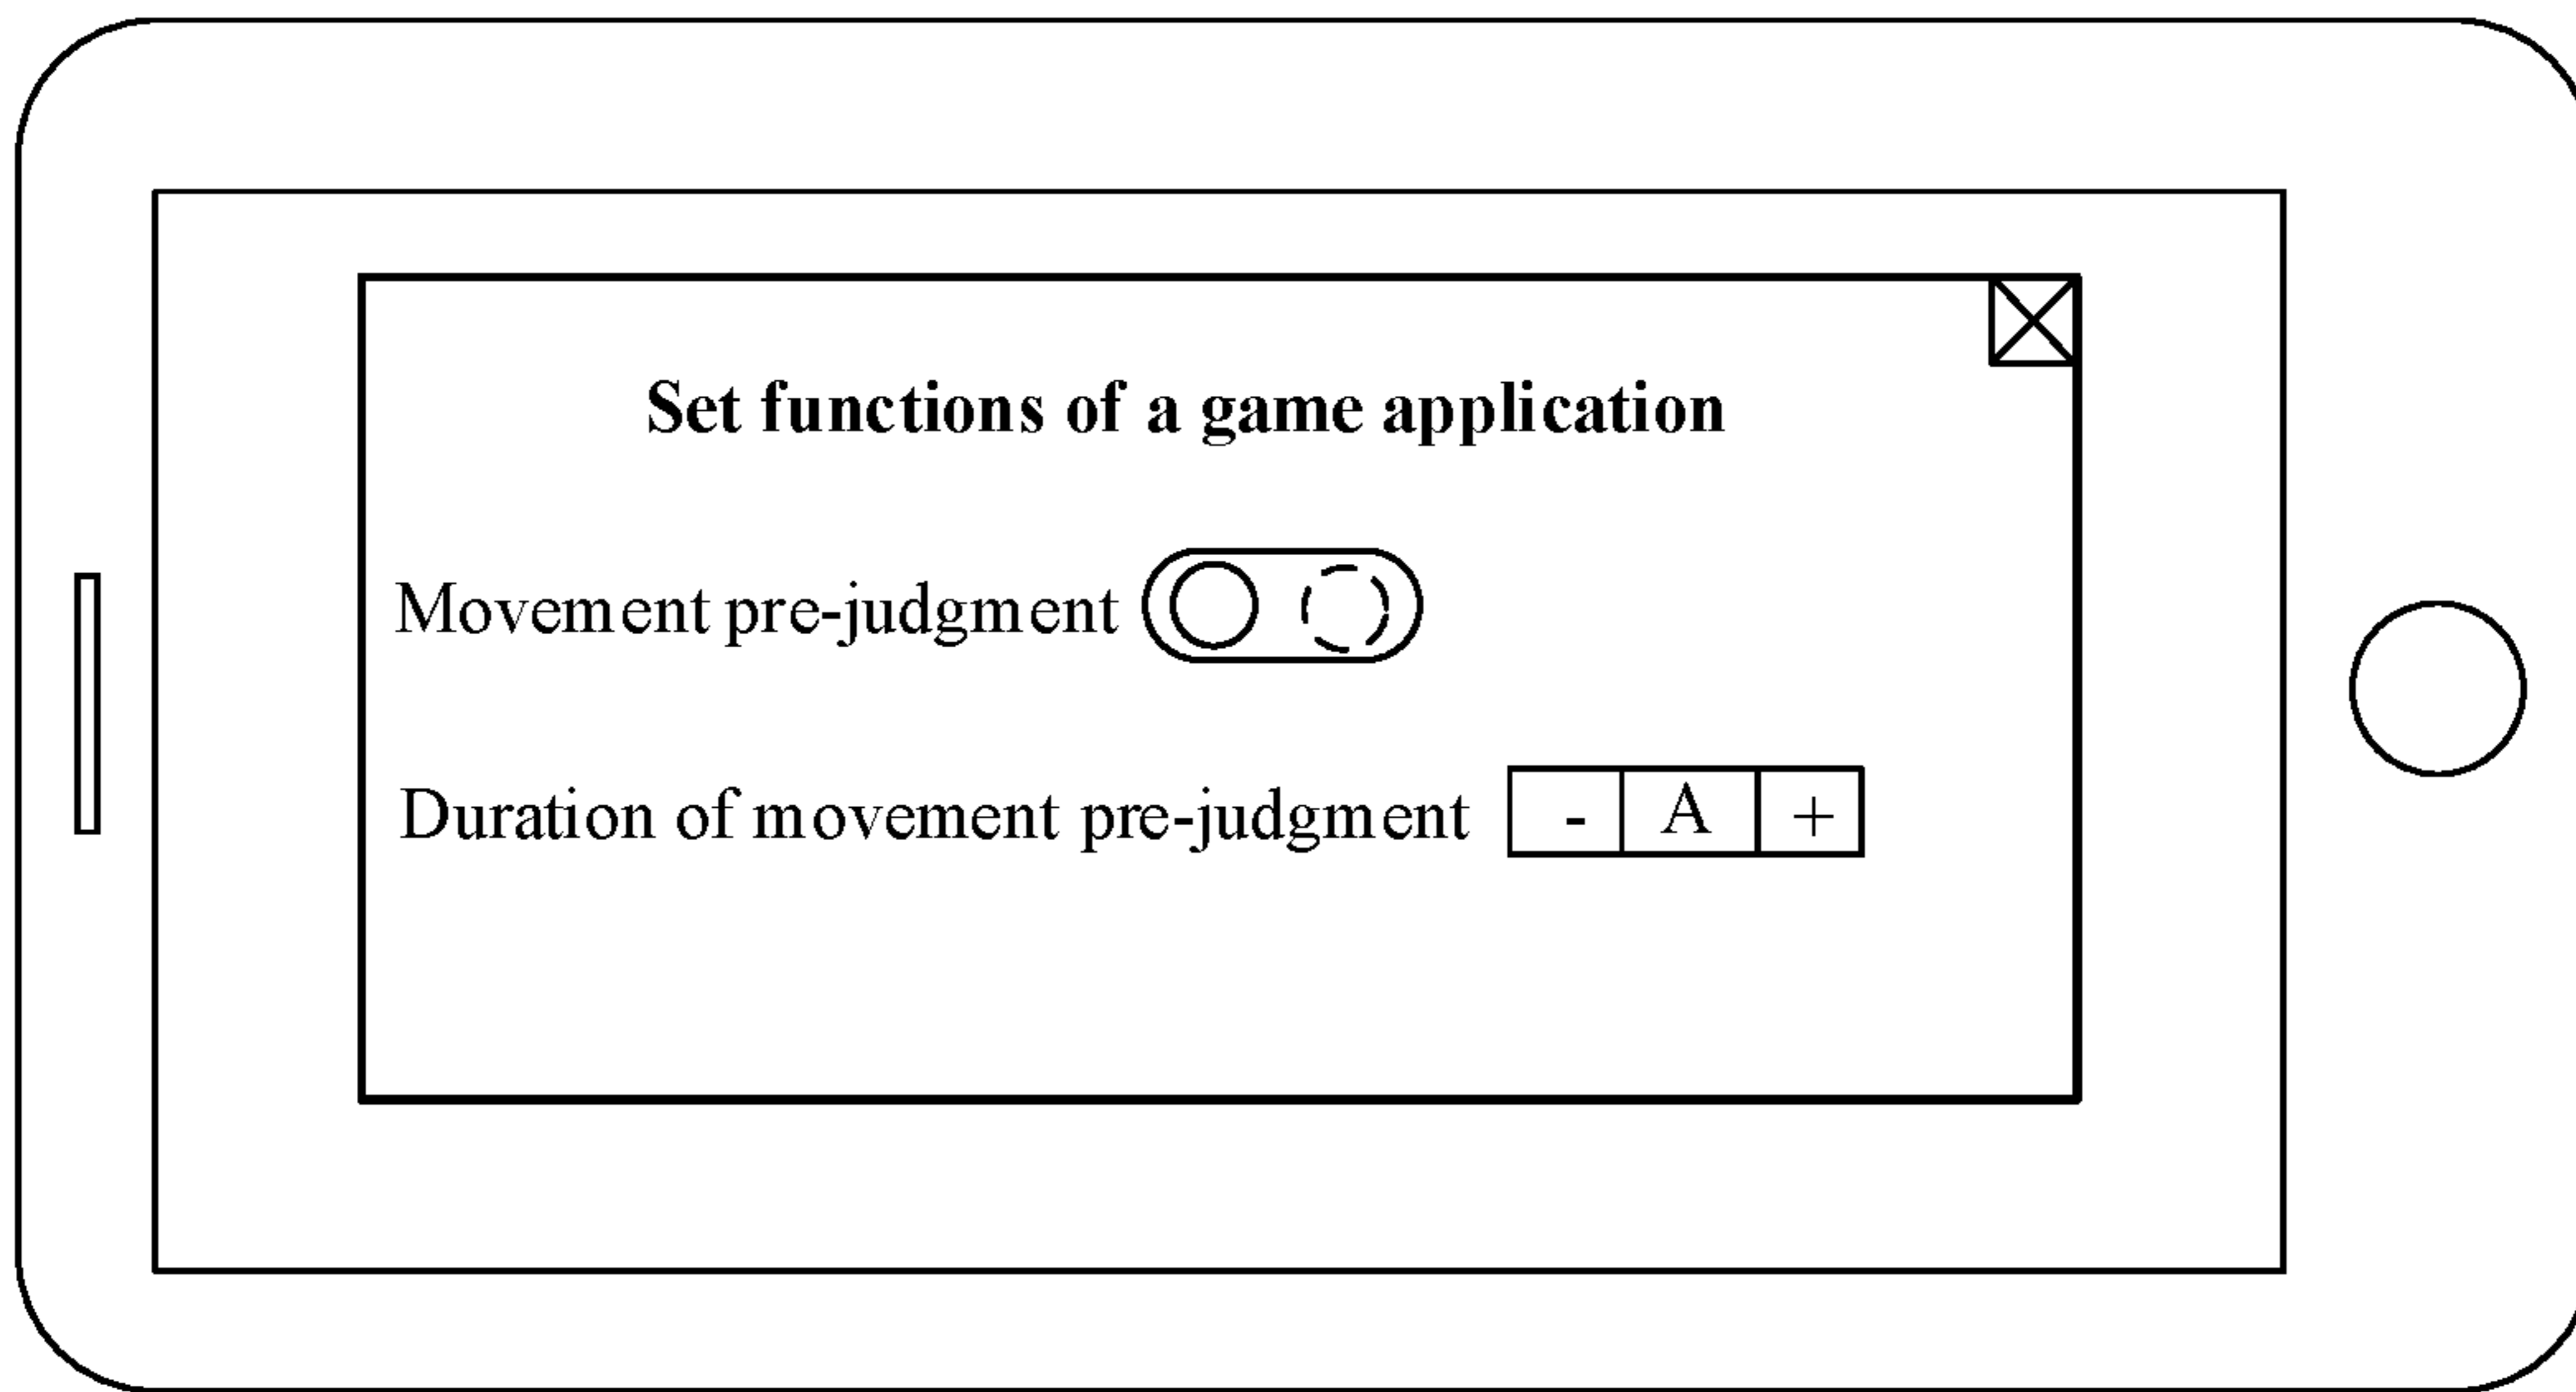 Set functions of a game application
Movement pre-judgment
Duration of movement pre-judgment - A +